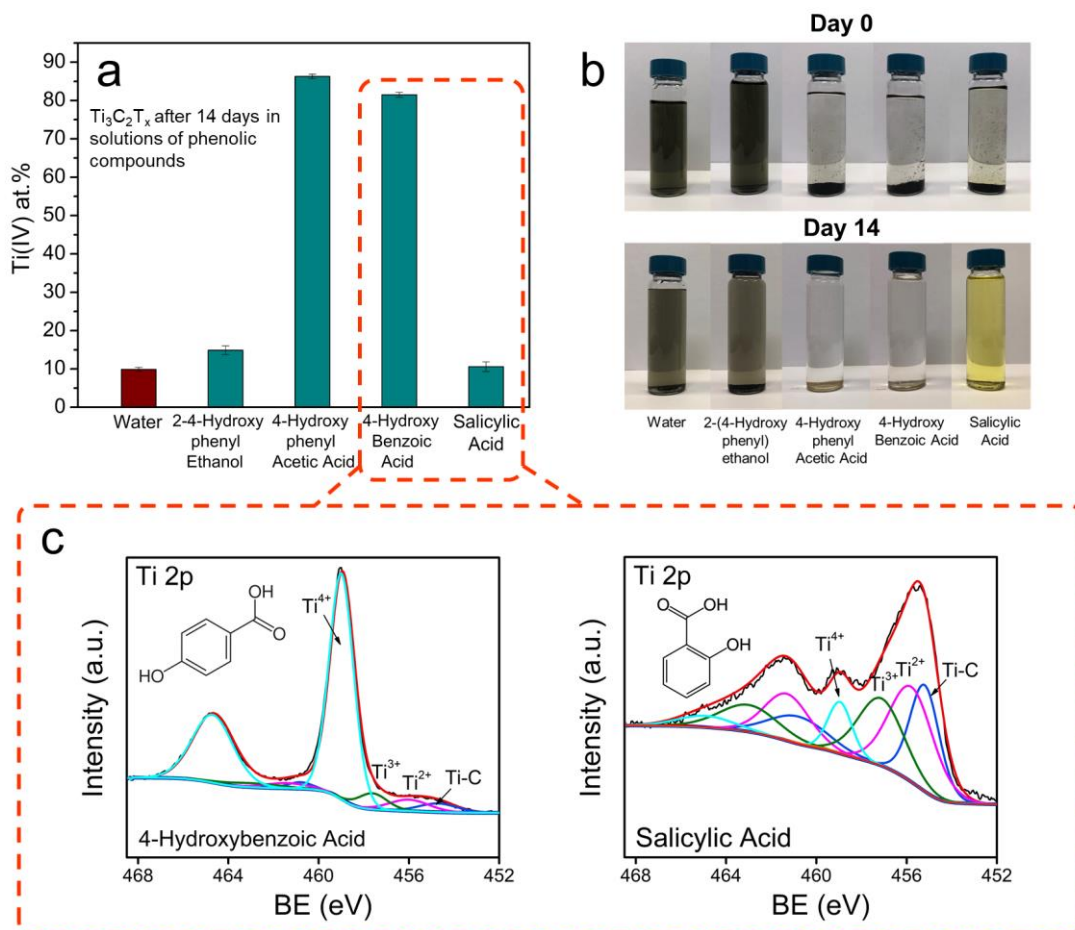 a
Ti₃C₂Tₓ after 14 days in
solutions of phenolic
compounds
Ti(IV) at.%
90
80
70
60
50
40
30
20
10
0
Water
2-4-Hydroxy
phenyl
Ethanol
4-Hydroxy
phenyl
Acetic Acid
4-Hydroxy
Benzoic
Acid
Salicylic
Acid
b
Day 0
Day 14
Water
2-(4-Hydroxy
phenyl)
ethanol
4-Hydroxy
phenyl
Acetic Acid
4-Hydroxy
Benzoic Acid
Salicylic
Acid
c
Ti 2p
OH
O
HO
Ti⁴⁺
Ti³⁺
Ti²⁺
Ti-C
4-Hydroxybenzoic Acid
Intensity (a.u.)
468 464 460 456 452
BE (eV)
Ti 2p
OH
O
OH
Ti⁴⁺
Ti³⁺
Ti²⁺
Ti-C
Salicylic Acid
Intensity (a.u.)
468 464 460 456 452
BE (eV)